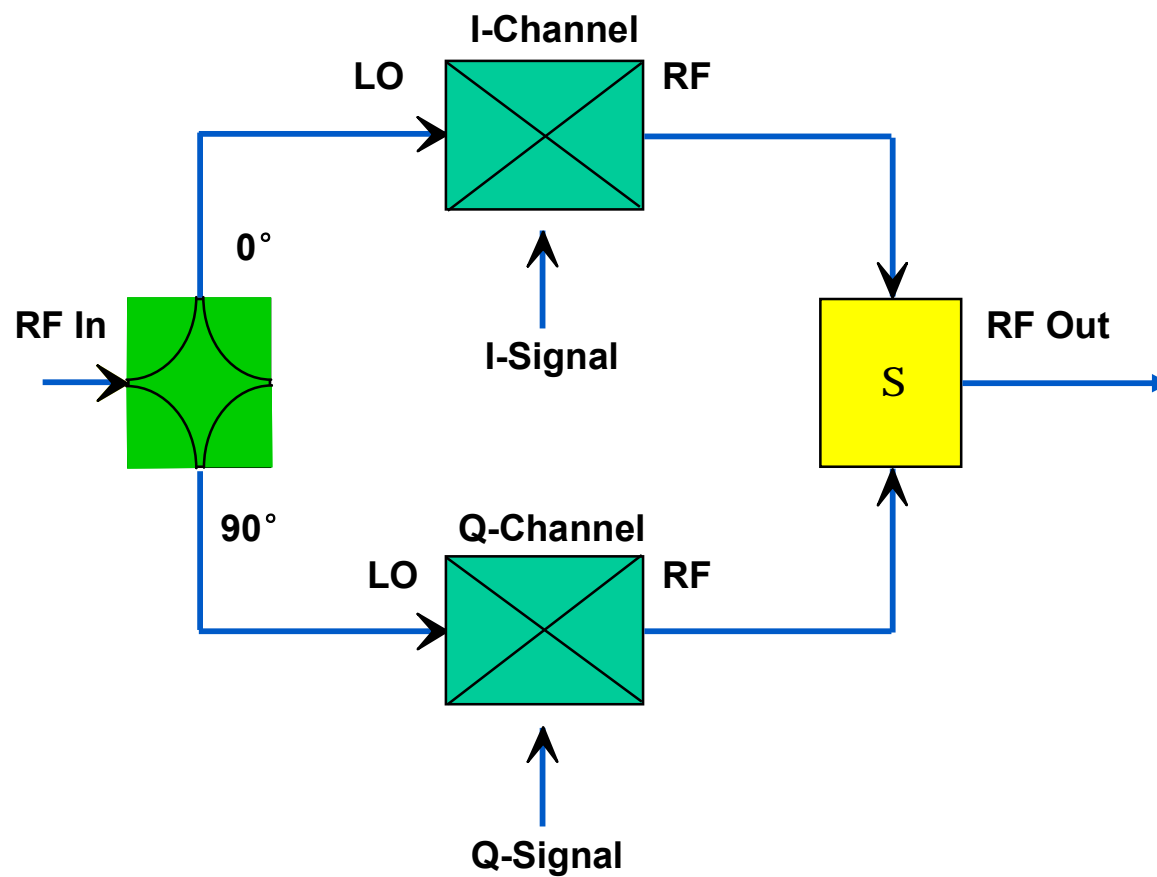 I-Channel
LO
RF
0°
RF In
I-Signal
RF Out
S
90°
Q-Channel
LO
RF
Q-Signal